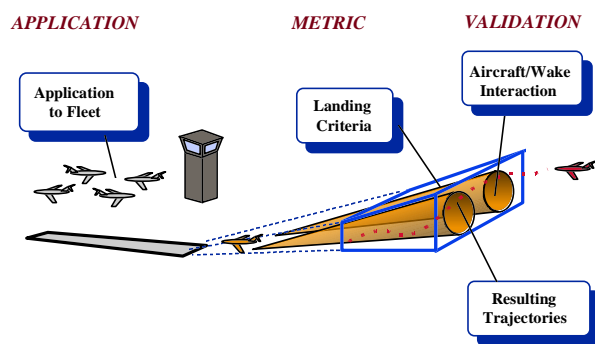 APPLICATION
METRIC
VALIDATION
Application
to Fleet
Landing
Criteria
Aircraft/Wake
Interaction
Resulting
Trajectories